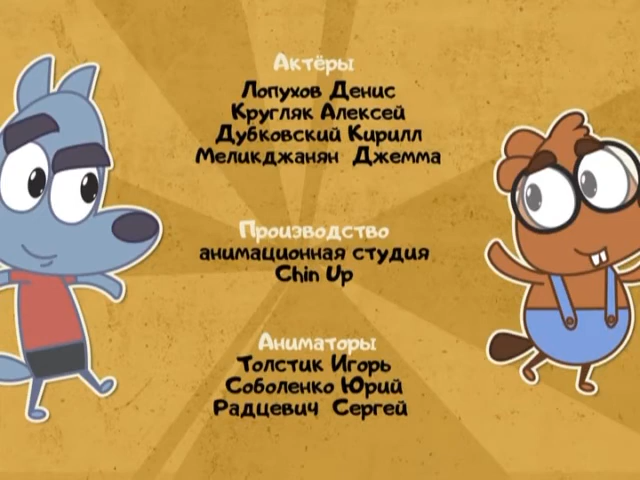 Актёры
Лопухов Денис
Кругляк Алексей
Дубковский Кирилл
Меликджанян Джемма
Производство
анимационная студия
Chin Up
Аниматоры
Толстик Игорь
Соболенко Юрий
Радцевич Сергей